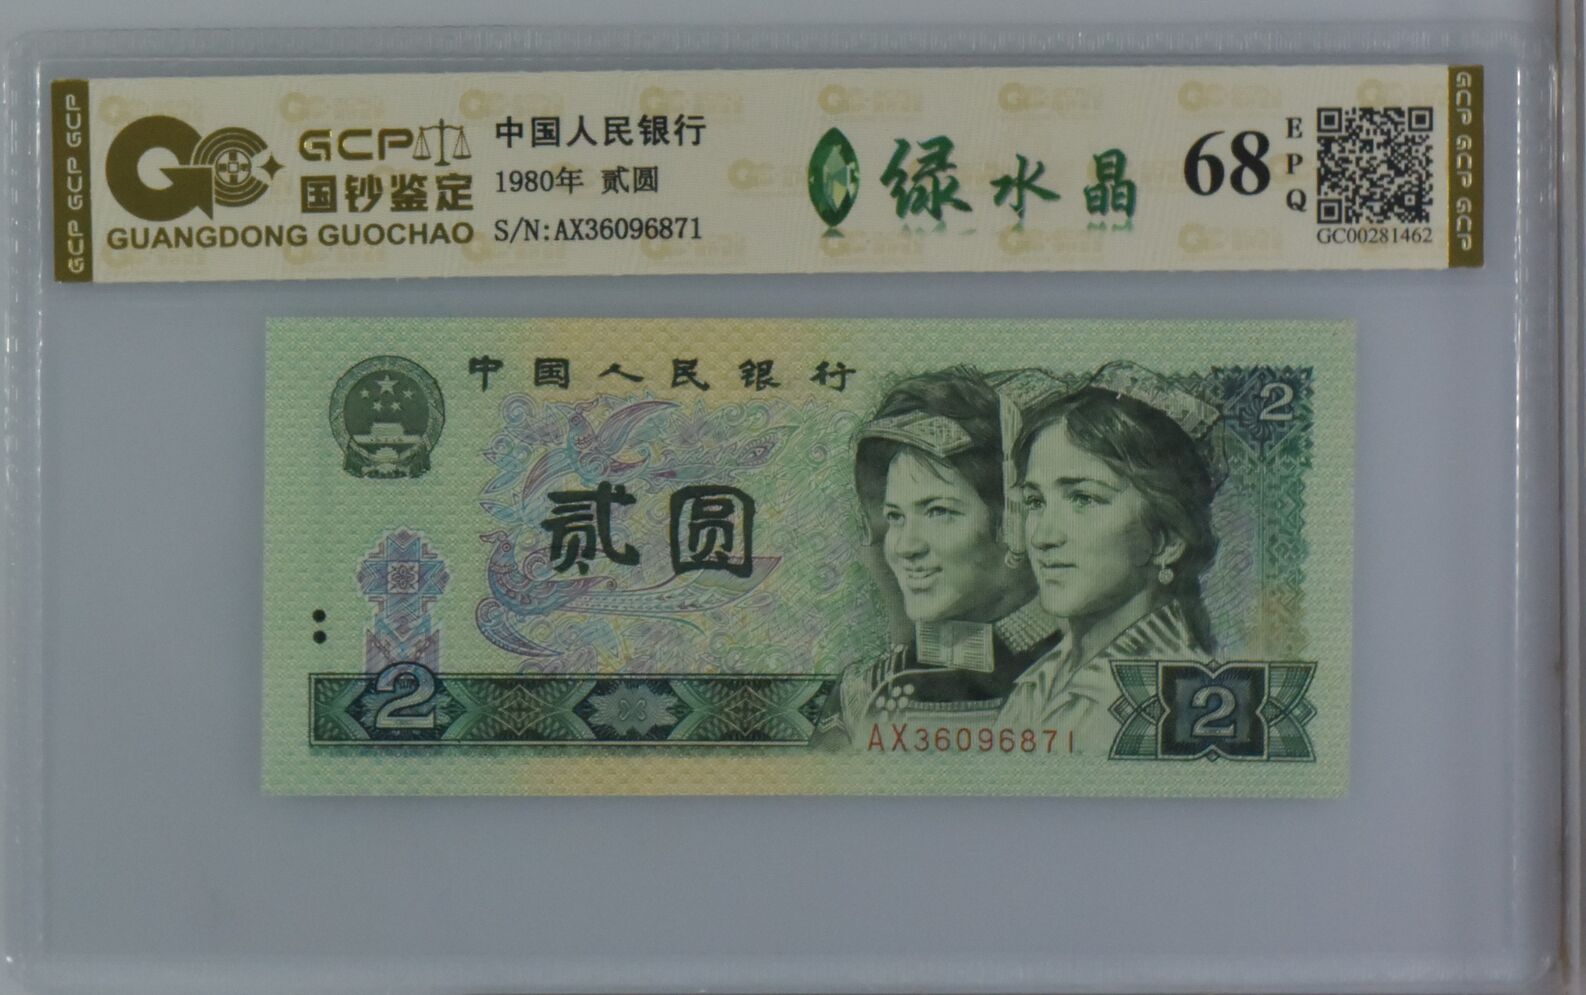 GCP GCP GCP
GC
GCP
国钞鉴定
GUANGDONG GUOCHAO
中国人民银行
1980年 贰圆
S/N:AX36096871
绿水晶
68
EPQ
GC00281462
GCP GCP GCP
中国人民银行
2
贰圆
2
AX36096871
2